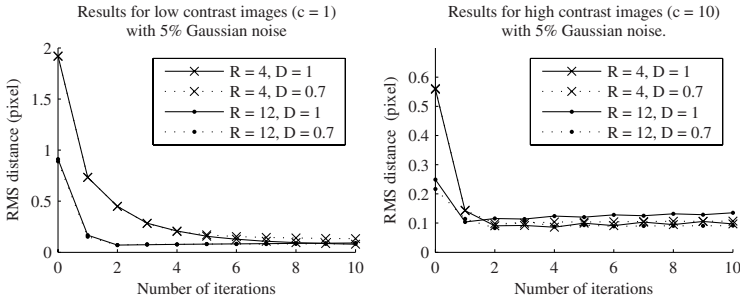 Results for low contrast images (c = 1)
with 5% Gaussian noise
2
1.5
1
0.5
0
RMS distance (pixel)
R = 4, D = 1
R = 4, D = 0.7
R = 12, D = 1
R = 12, D = 0.7
0 2 4 6 8 10
Number of iterations
Results for high contrast images (c = 10)
with 5% Gaussian noise.
0.6
0.5
0.4
0.3
0.2
0.1
0
RMS distance (pixel)
R = 4, D = 1
R = 4, D = 0.7
R = 12, D = 1
R = 12, D = 0.7
0 2 4 6 8 10
Number of iterations